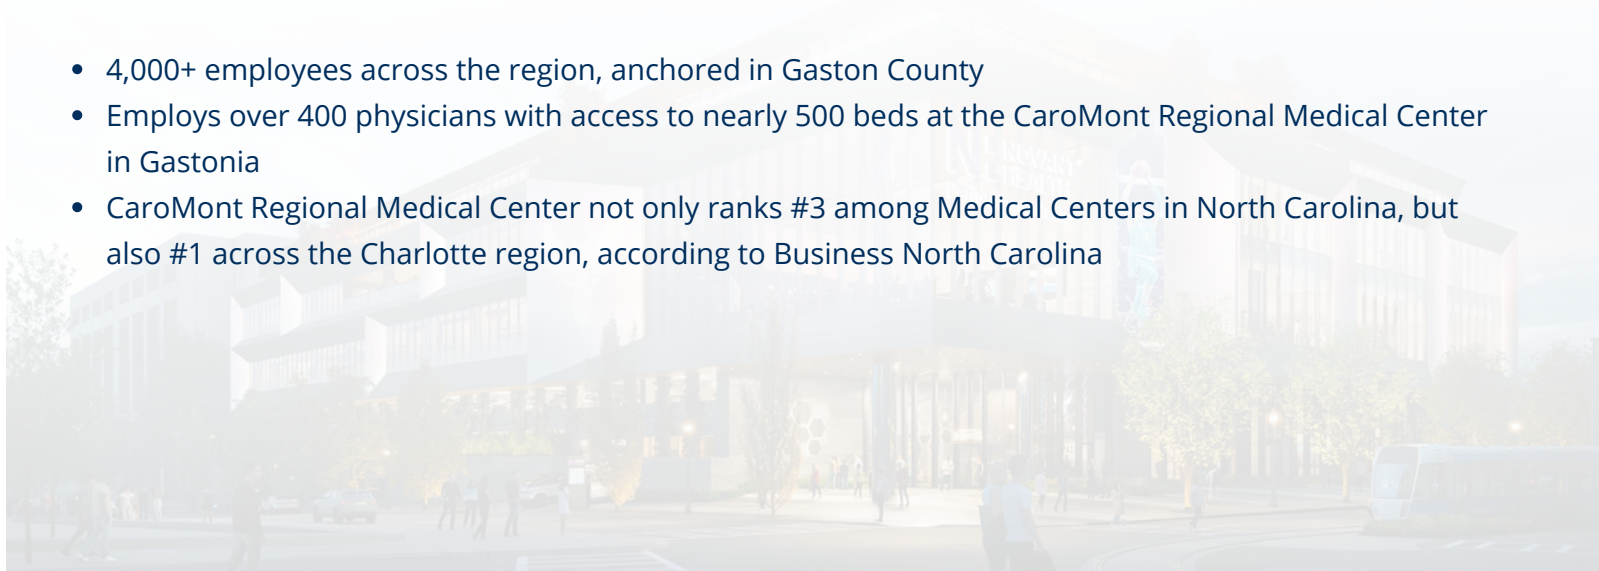 • 4,000+ employees across the region, anchored in Gaston County
• Employs over 400 physicians with access to nearly 500 beds at the CaroMont Regional Medical Center
in Gastonia
• CaroMont Regional Medical Center not only ranks #3 among Medical Centers in North Carolina, but
also #1 across the Charlotte region, according to Business North Carolina